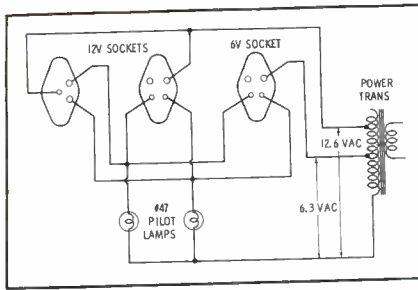 12V SOCKETS
6V SOCKET
POWER
TRANS
12.6 VAC
#47
PILOT
LAMPS
6.3 VAC